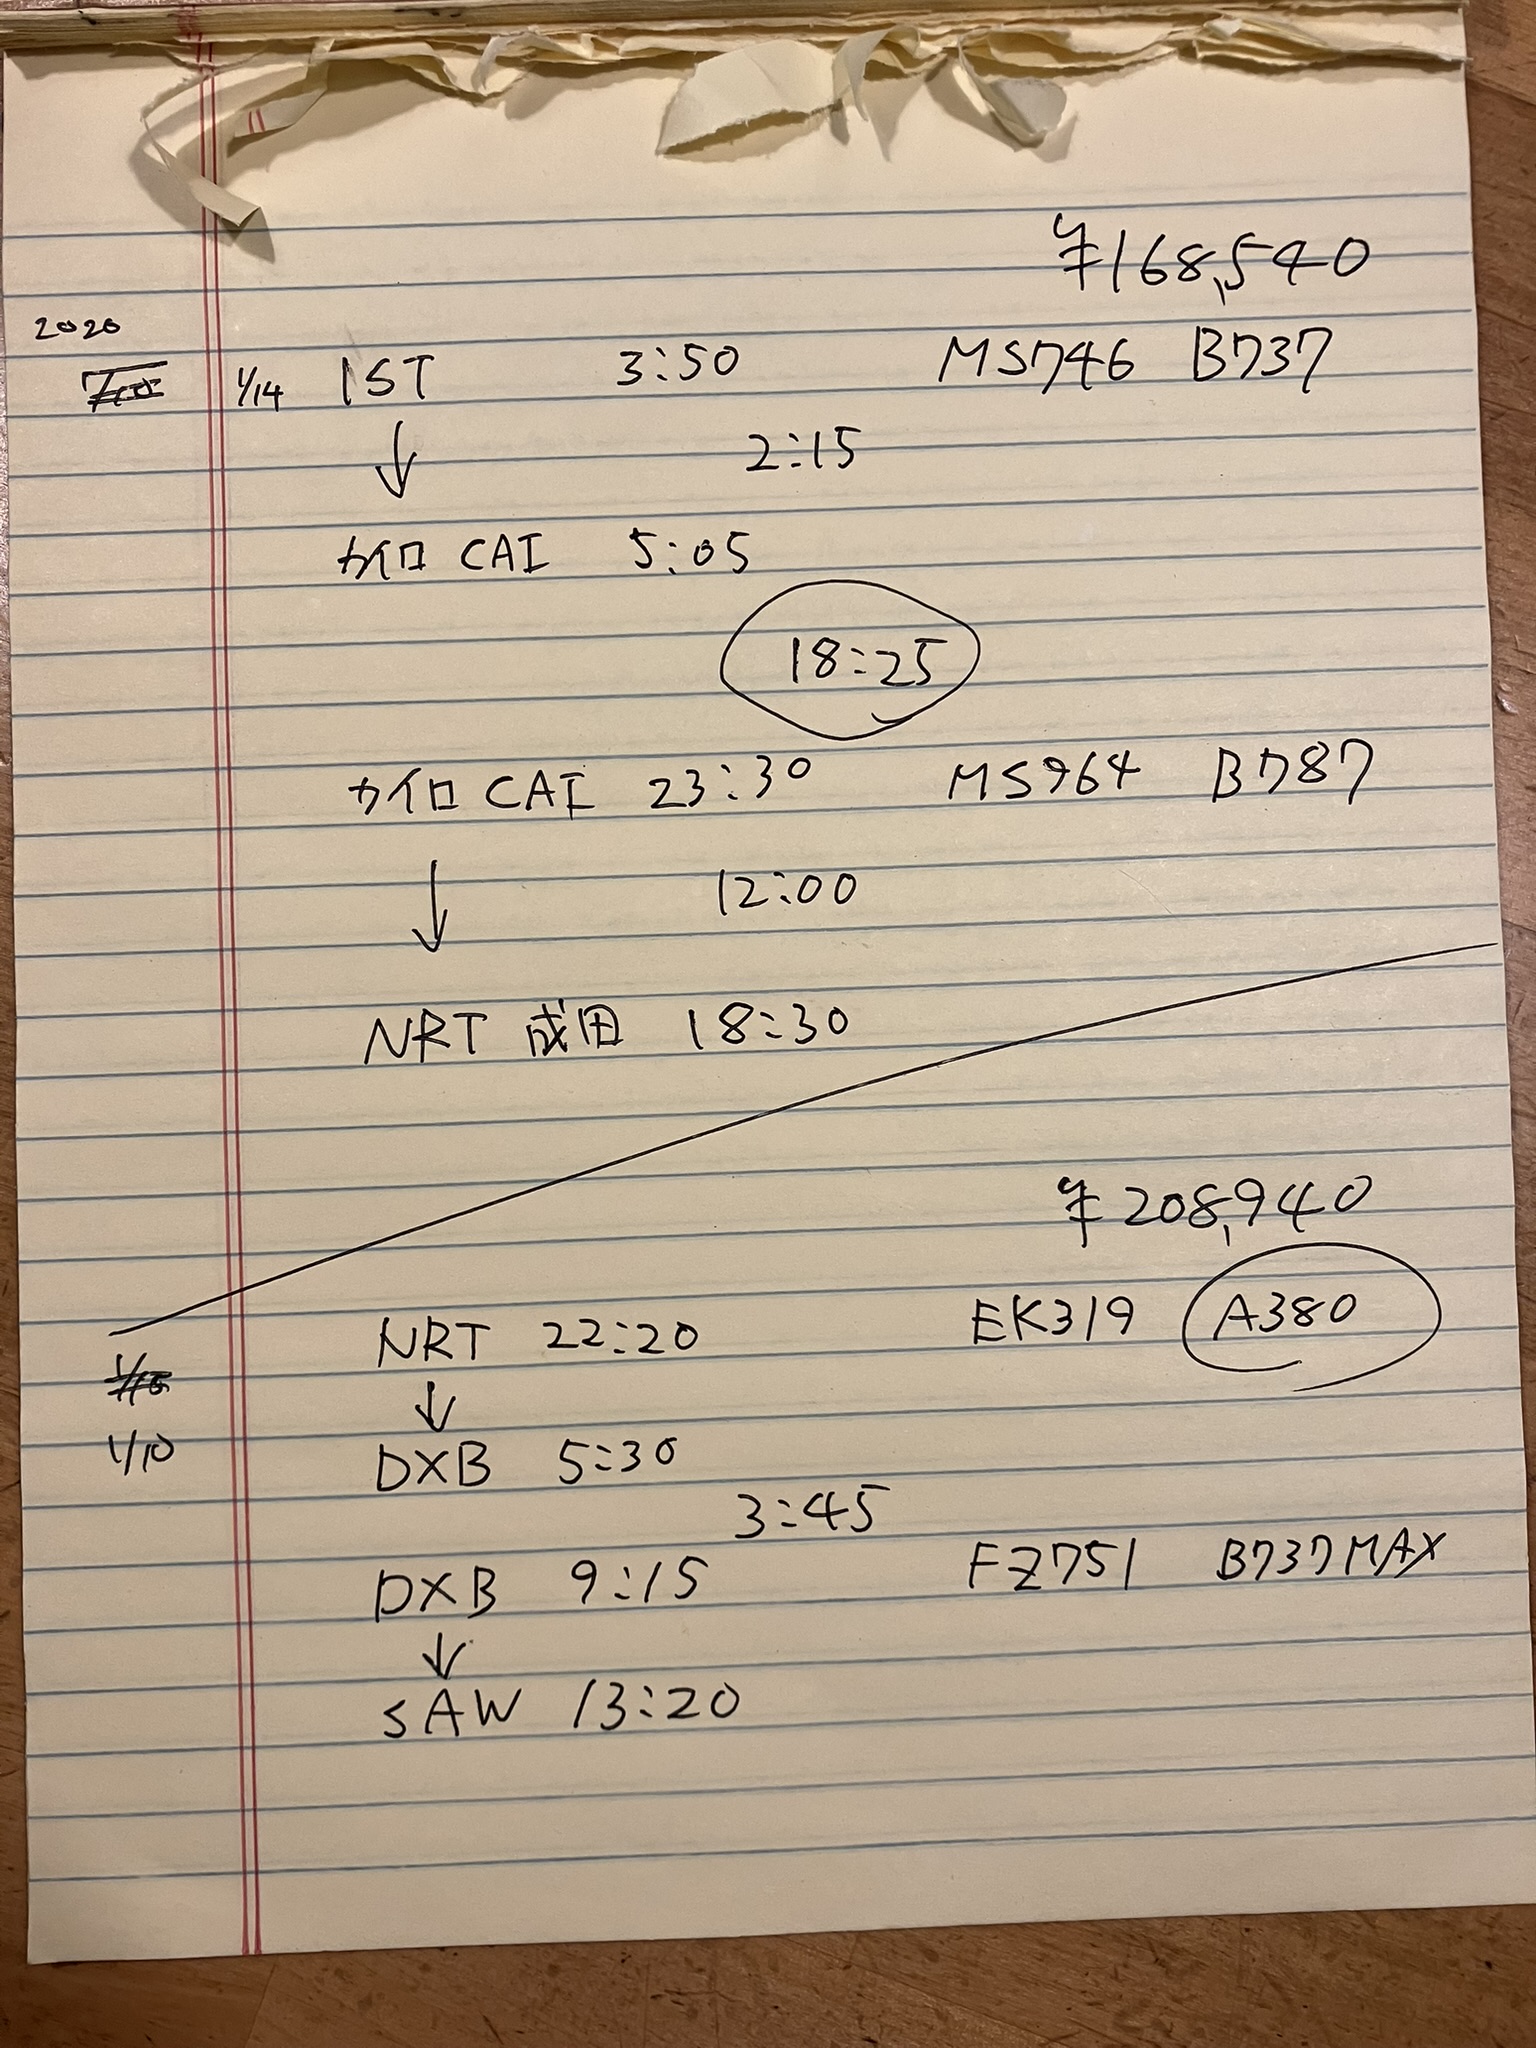 ¥168,540
2020
1/14 IST 3:50 MS746 B737
↓ 2:15
カイロ CAI 5:05
18:25
カイロ CAI 23:30 MS964 B787
↓ 12:00
NRT 成田 18:30
¥208,940
NRT 22:20 EK319 A380
↓
1/10 DXB 5:30
3:45
DXB 9:15 FZ751 B737MAX
↓
SAW 13:20